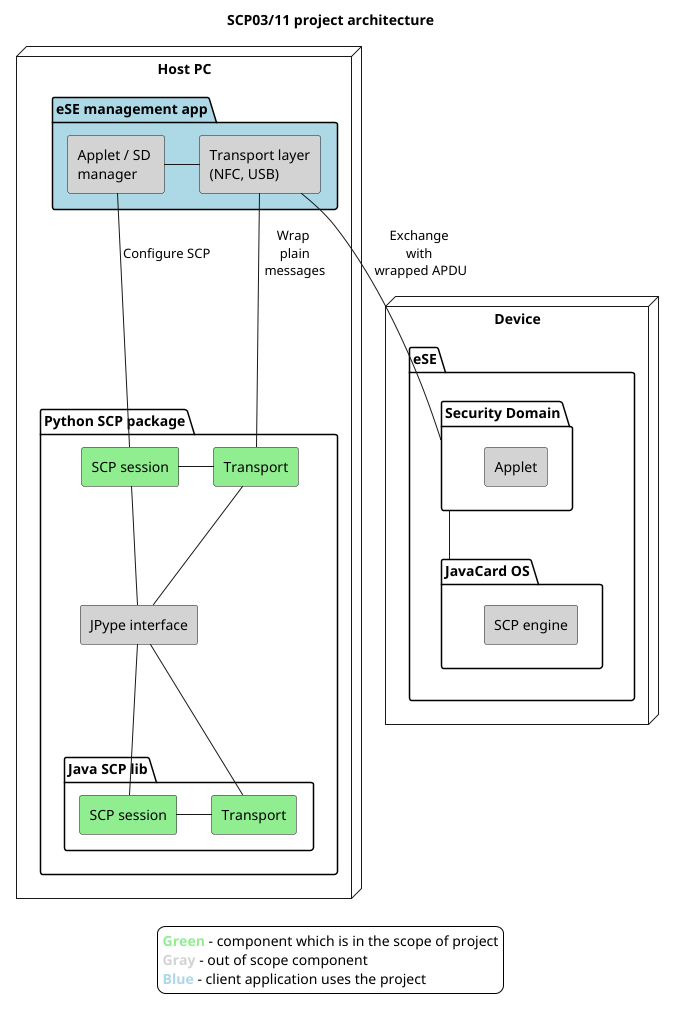 SCP03/11 project architecture
Host PC
eSE management app
Applet / SD
manager
Transport layer
(NFC, USB)
Configure SCP
Wrap
plain
messages
Exchange
with
wrapped APDU
Device
eSE
Security Domain
Applet
JavaCard OS
SCP engine
Python SCP package
SCP session
Transport
JPype interface
Java SCP lib
SCP session
Transport
Green - component which is in the scope of project
Gray - out of scope component
Blue - client application uses the project